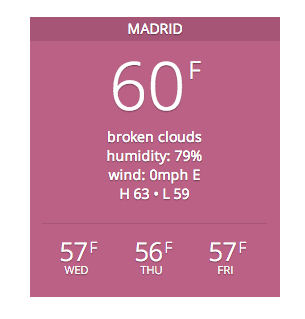 MADRID
60 F
broken clouds
humidity: 79%
wind: 0mph E
H 63 • L 59
57 F 56 F 57 F
WED THU FRI